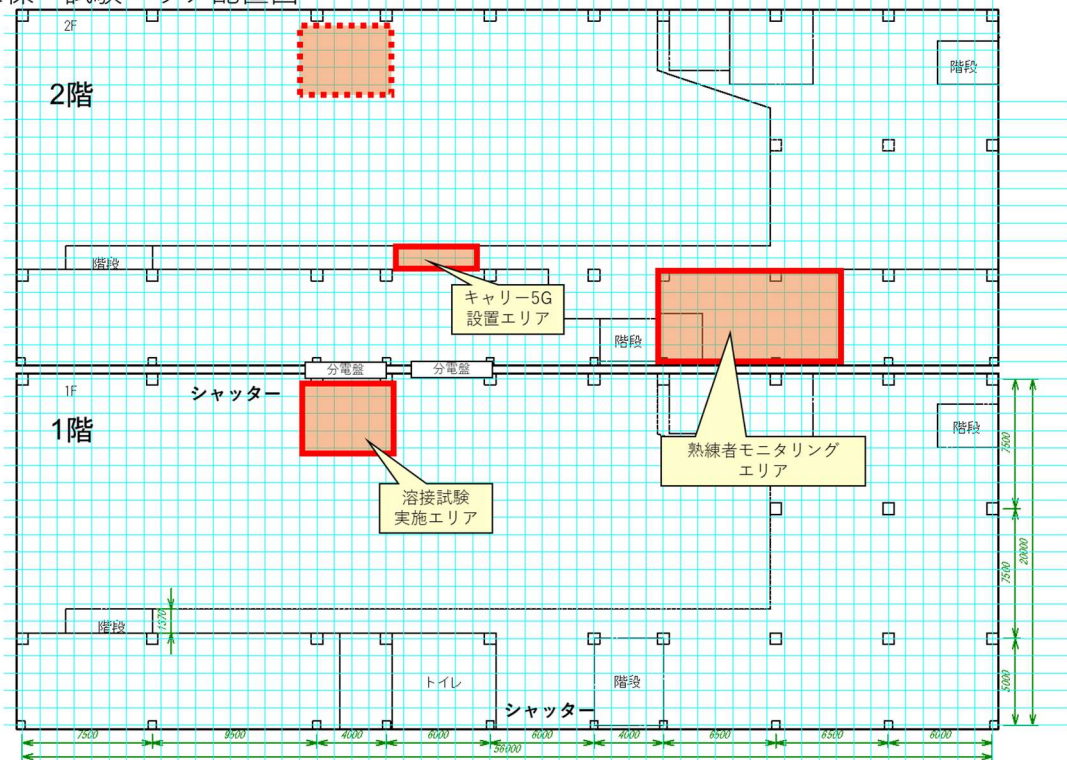 2F
2階
階段
階段
キャリー5G
設置エリア
階段
分電盤
分電盤
シャッター
1F
1階
階段
熟練者モニタリング
エリア
溶接試験
実施エリア
7500
7500
20000
5000
1370
階段
トイレ
階段
シャッター
7500
9500
4000
6000
6000
4000
6500
6500
6000
56000